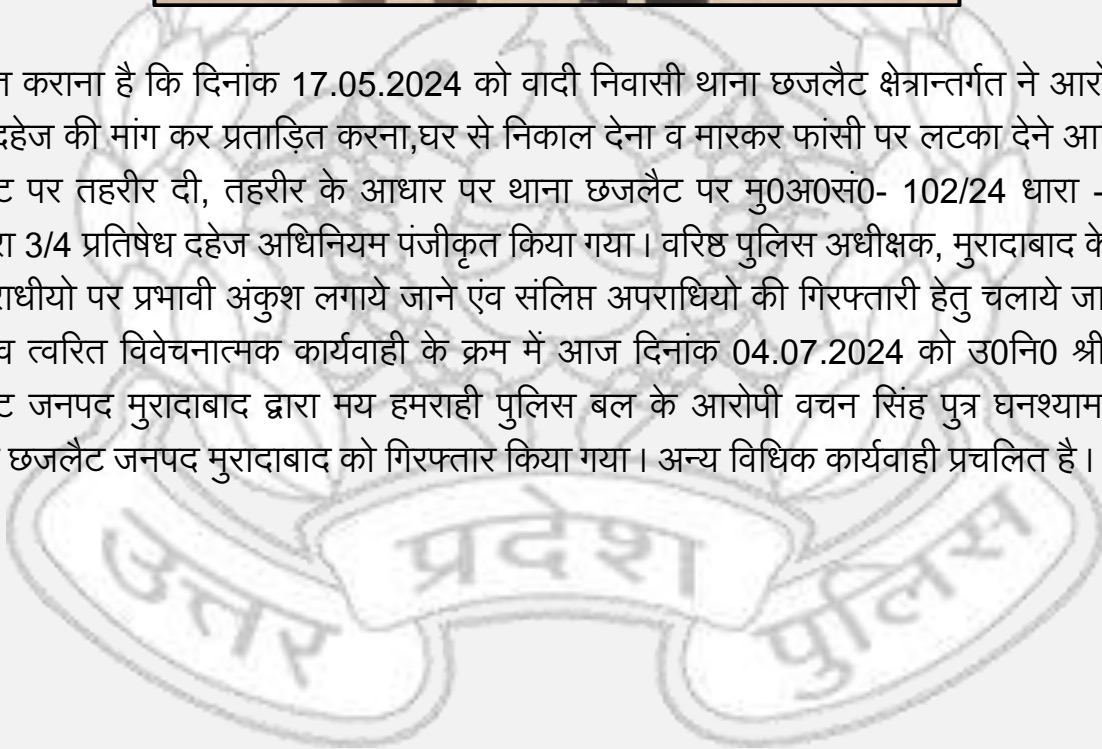 त कराना है कि दिनांक 17.05.2024 को वादी निवासी थाना छजलैट क्षेत्रान्तर्गत ने आरो
दहेज की मांग कर प्रताड़ित करना,घर से निकाल देना व मारकर फांसी पर लटका देने आ
ट पर तहरीर दी, तहरीर के आधार पर थाना छजलैट पर मु0अ0सं0- 102/24 धारा -
रा 3/4 प्रतिषेध दहेज अधिनियम पंजीकृत किया गया। वरिष्ठ पुलिस अधीक्षक, मुरादाबाद के
राधीयो पर प्रभावी अंकुश लगाये जाने एंव संलिप्त अपराधियो की गिरफ्तारी हेतु चलाये जा
व त्वरित विवेचनात्मक कार्यवाही के क्रम में आज दिनांक 04.07.2024 को उ0नि0 श्री
ट जनपद मुरादाबाद द्वारा मय हमराही पुलिस बल के आरोपी वचन सिंह पुत्र घनश्याम
छजलैट जनपद मुरादाबाद को गिरफ्तार किया गया। अन्य विधिक कार्यवाही प्रचलित है।
उत्तर प्रदेश पुलिस